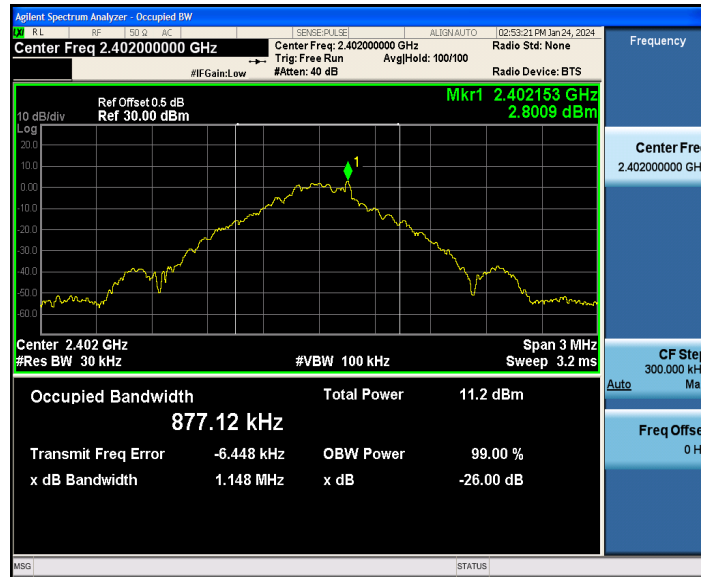 Agilent Spectrum Analyzer - Occupied BW
LXI RL RF 50 Ω AC SENSE:PULSE ALIGN AUTO 02:53:21 PM Jan 24, 2024
Center Freq 2.402000000 GHz
Center Freq: 2.402000000 GHz
Radio Std: None
Trig: Free Run Avg|Hold: 100/100
#IFGain:Low #Atten: 40 dB Radio Device: BTS
Frequency
Ref Offset 0.5 dB
Mkr1 2.402153 GHz
10 dB/div Ref 30.00 dBm
2.8009 dBm
Log
20.0
10.0
0.00
-10.0
-20.0
-30.0
-40.0
-50.0
-60.0
1
Center Fre
2.402000000 GH
Center 2.402 GHz
Span 3 MHz
#Res BW 30 kHz #VBW 100 kHz Sweep 3.2 ms
CF Step
300.000 kH
Auto Ma
Occupied Bandwidth Total Power 11.2 dBm
877.12 kHz
Transmit Freq Error -6.448 kHz OBW Power 99.00 %
x dB Bandwidth 1.148 MHz x dB -26.00 dB
Freq Offse
0 H
MSG STATUS